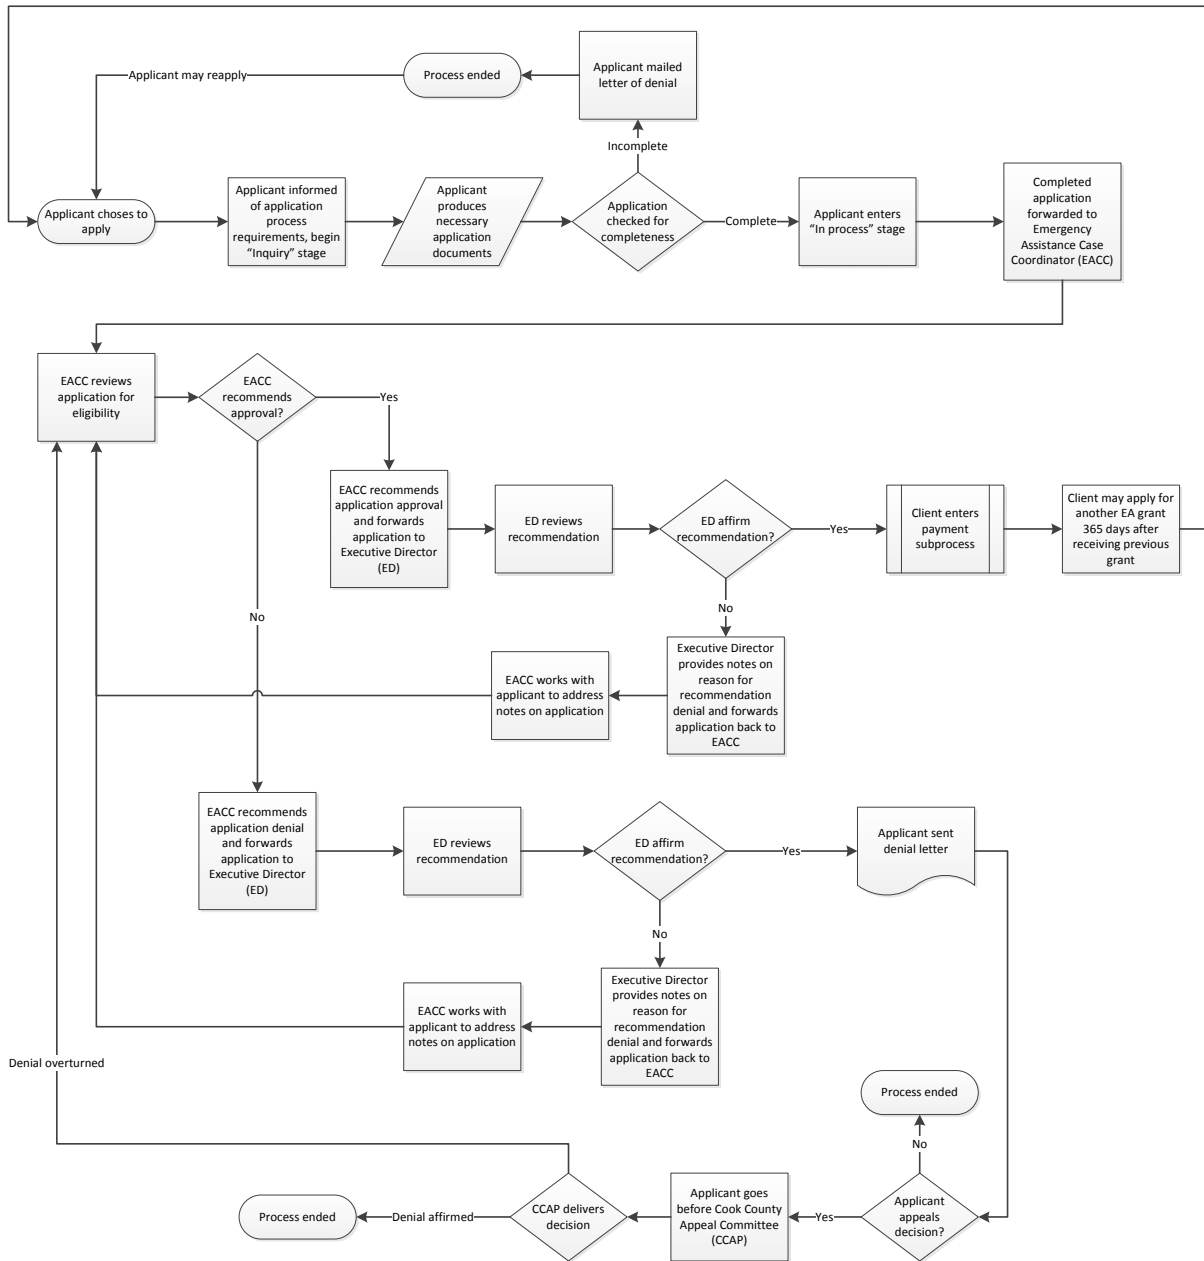 Applicant may reapply
Process ended
Applicant mailed
letter of denial
Incomplete
Applicant choses to
apply
Applicant informed
of application
process
requirements, begin
“Inquiry” stage
Applicant
produces
necessary
application
documents
Application
checked for
completeness
Complete
Applicant enters
“In process” stage
Completed
application
forwarded to
Emergency
Assistance Case
Coordinator (EACC)
EACC reviews
application for
eligibility
EACC
recommends
approval?
Yes
EACC recommends
application approval
and forwards
application to
Executive Director
(ED)
ED reviews
recommendation
ED affirm
recommendation?
Yes
Client enters
payment
subprocess
Client may apply for
another EA grant
365 days after
receiving previous
grant
No
No
Executive Director
provides notes on
reason for
recommendation
denial and forwards
application back to
EACC
EACC works with
applicant to address
notes on application
EACC recommends
application denial
and forwards
application to
Executive Director
(ED)
ED reviews
recommendation
ED affirm
recommendation?
Yes
Applicant sent
denial letter
No
Executive Director
provides notes on
reason for
recommendation
denial and forwards
application back to
EACC
EACC works with
applicant to address
notes on application
Denial overturned
Process ended
No
Applicant
appeals
decision?
Yes
Applicant goes
before Cook County
Appeal Committee
(CCAP)
CCAP delivers
decision
Denial affirmed
Process ended